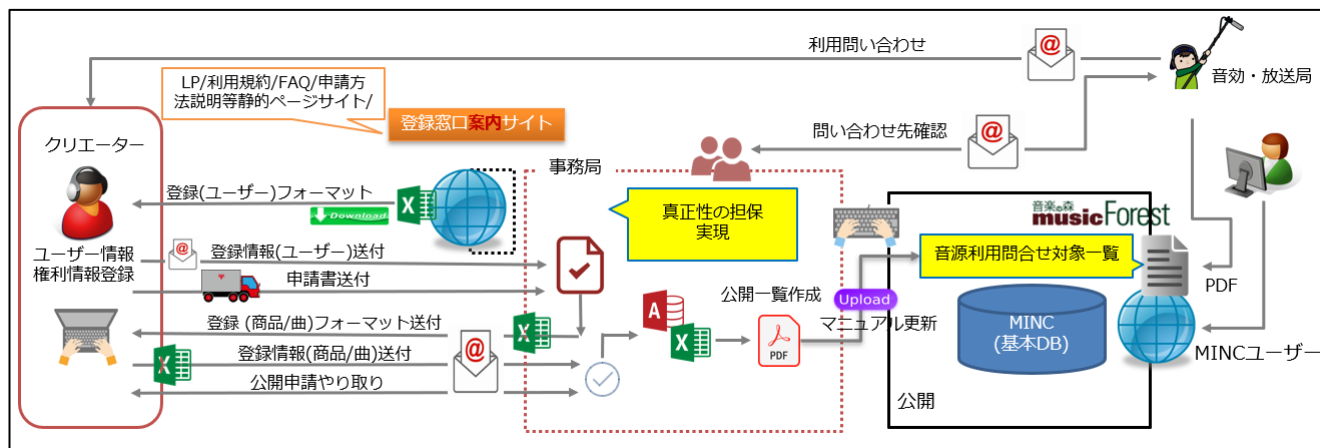 利用問い合わせ
音効・放送局
LP/利用規約/FAQ/申請方
法説明等静的ページサイト/
登録窓口案内サイト
問い合わせ先確認
クリエーター
事務局
登録(ユーザー)フォーマット
Download
真正性の担保
実現
音楽の森
musicForest
ユーザー情報
権利情報登録
登録情報(ユーザー)送付
音源利用問合せ対象一覧
申請書送付
PDF
公開一覧作成
Upload
マニュアル更新
登録 (商品/曲)フォーマット送付
MINC
(基本DB)
PDF
MINCユーザー
登録情報(商品/曲)送付
公開申請やり取り
公開